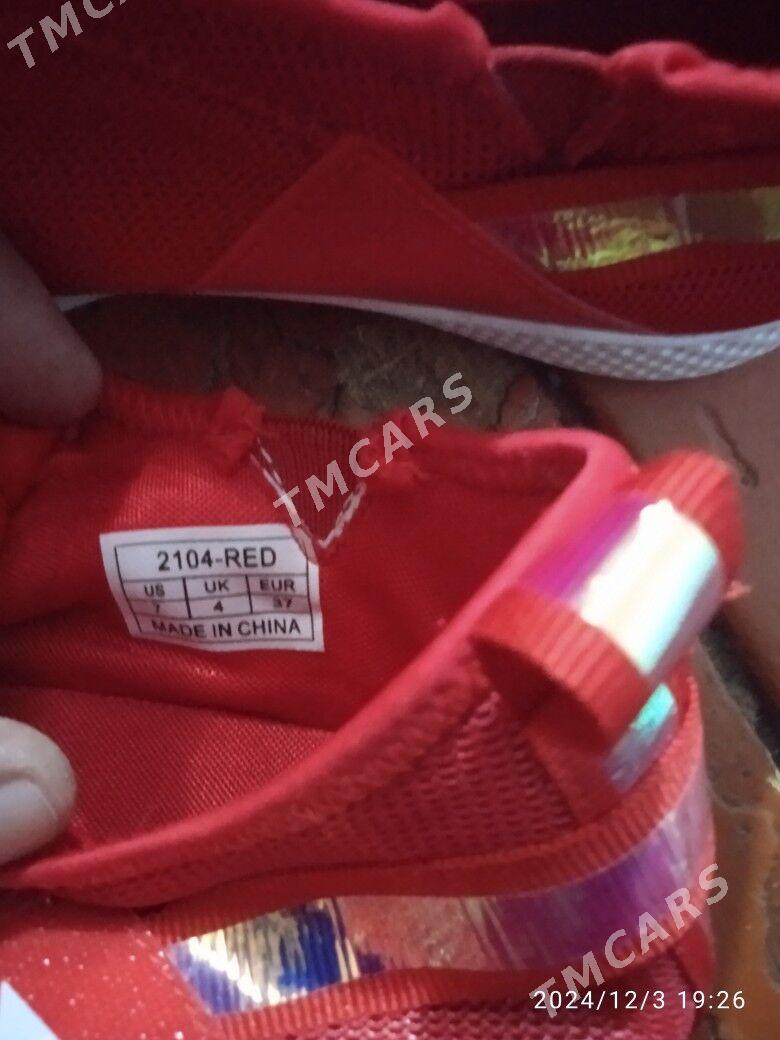 TMCARS
TMCARS
2104-RED
US UK EUR
7 4 37
MADE IN CHINA
TMCARS
2024/12/3 19:26